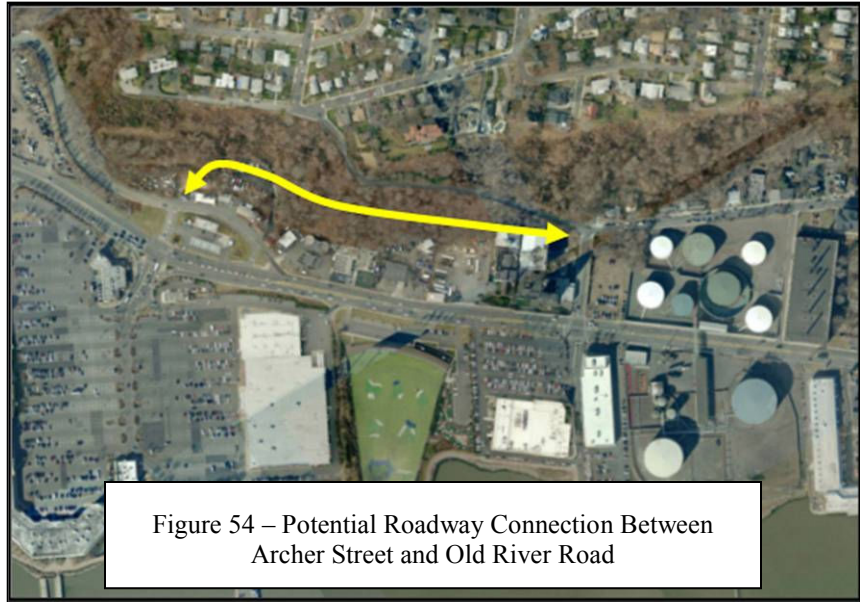 Figure 54 – Potential Roadway Connection Between
Archer Street and Old River Road